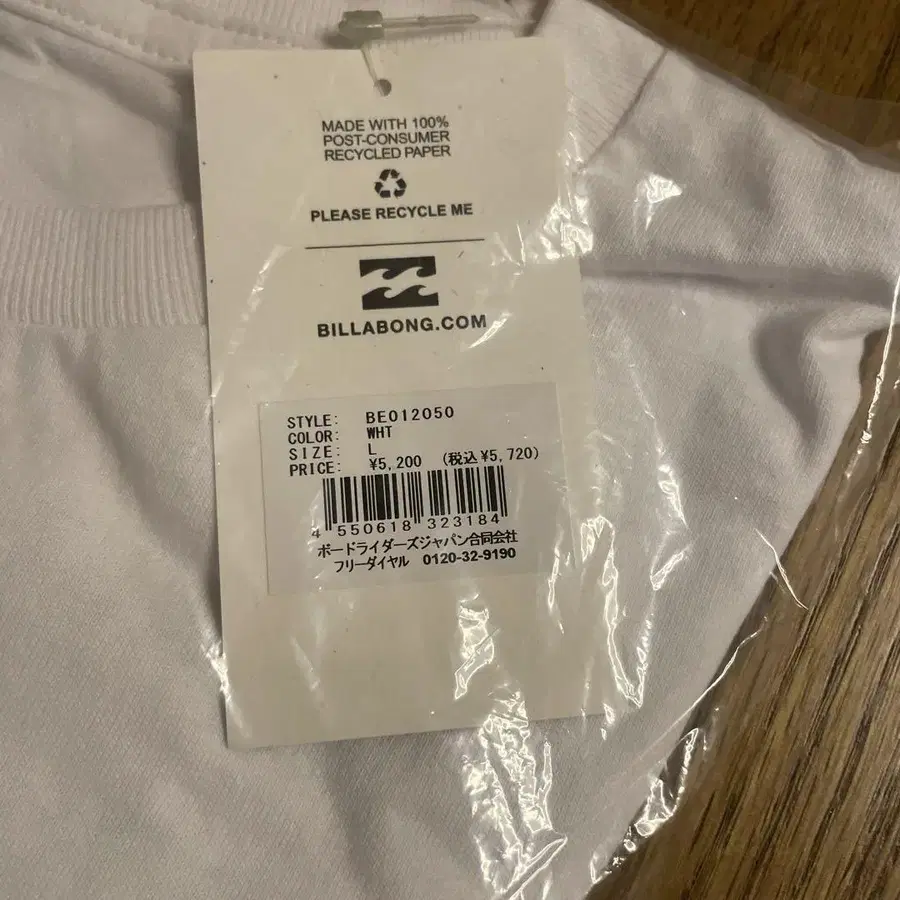 MADE WITH 100%
POST-CONSUMER
RECYCLED PAPER
PLEASE RECYCLE ME
BILLABONG.COM
STYLE: BE012050
COLOR: WHT
SIZE: L
PRICE: ¥5,200 (税込¥5,720)
4 550618 323184
ボードライダーズジャパン合同会社
フリーダイヤル 0120-32-9190